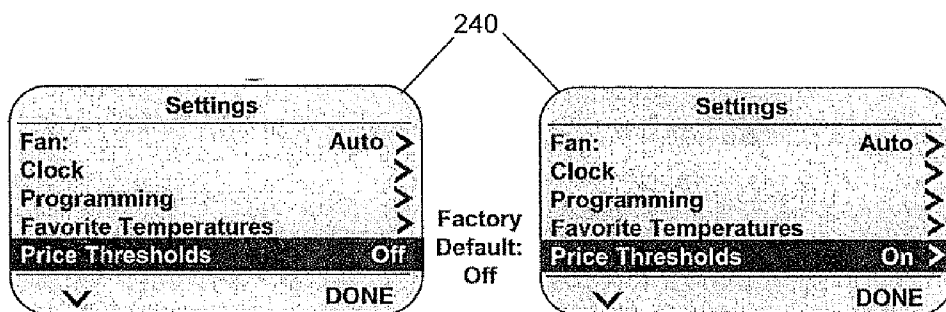 240
Settings
Fan: Auto >
Clock >
Programming >
Favorite Temperatures >
Price Thresholds Off
DONE
Factory
Default:
Off
Settings
Fan: Auto >
Clock >
Programming >
Favorite Temperatures >
Price Thresholds On >
DONE